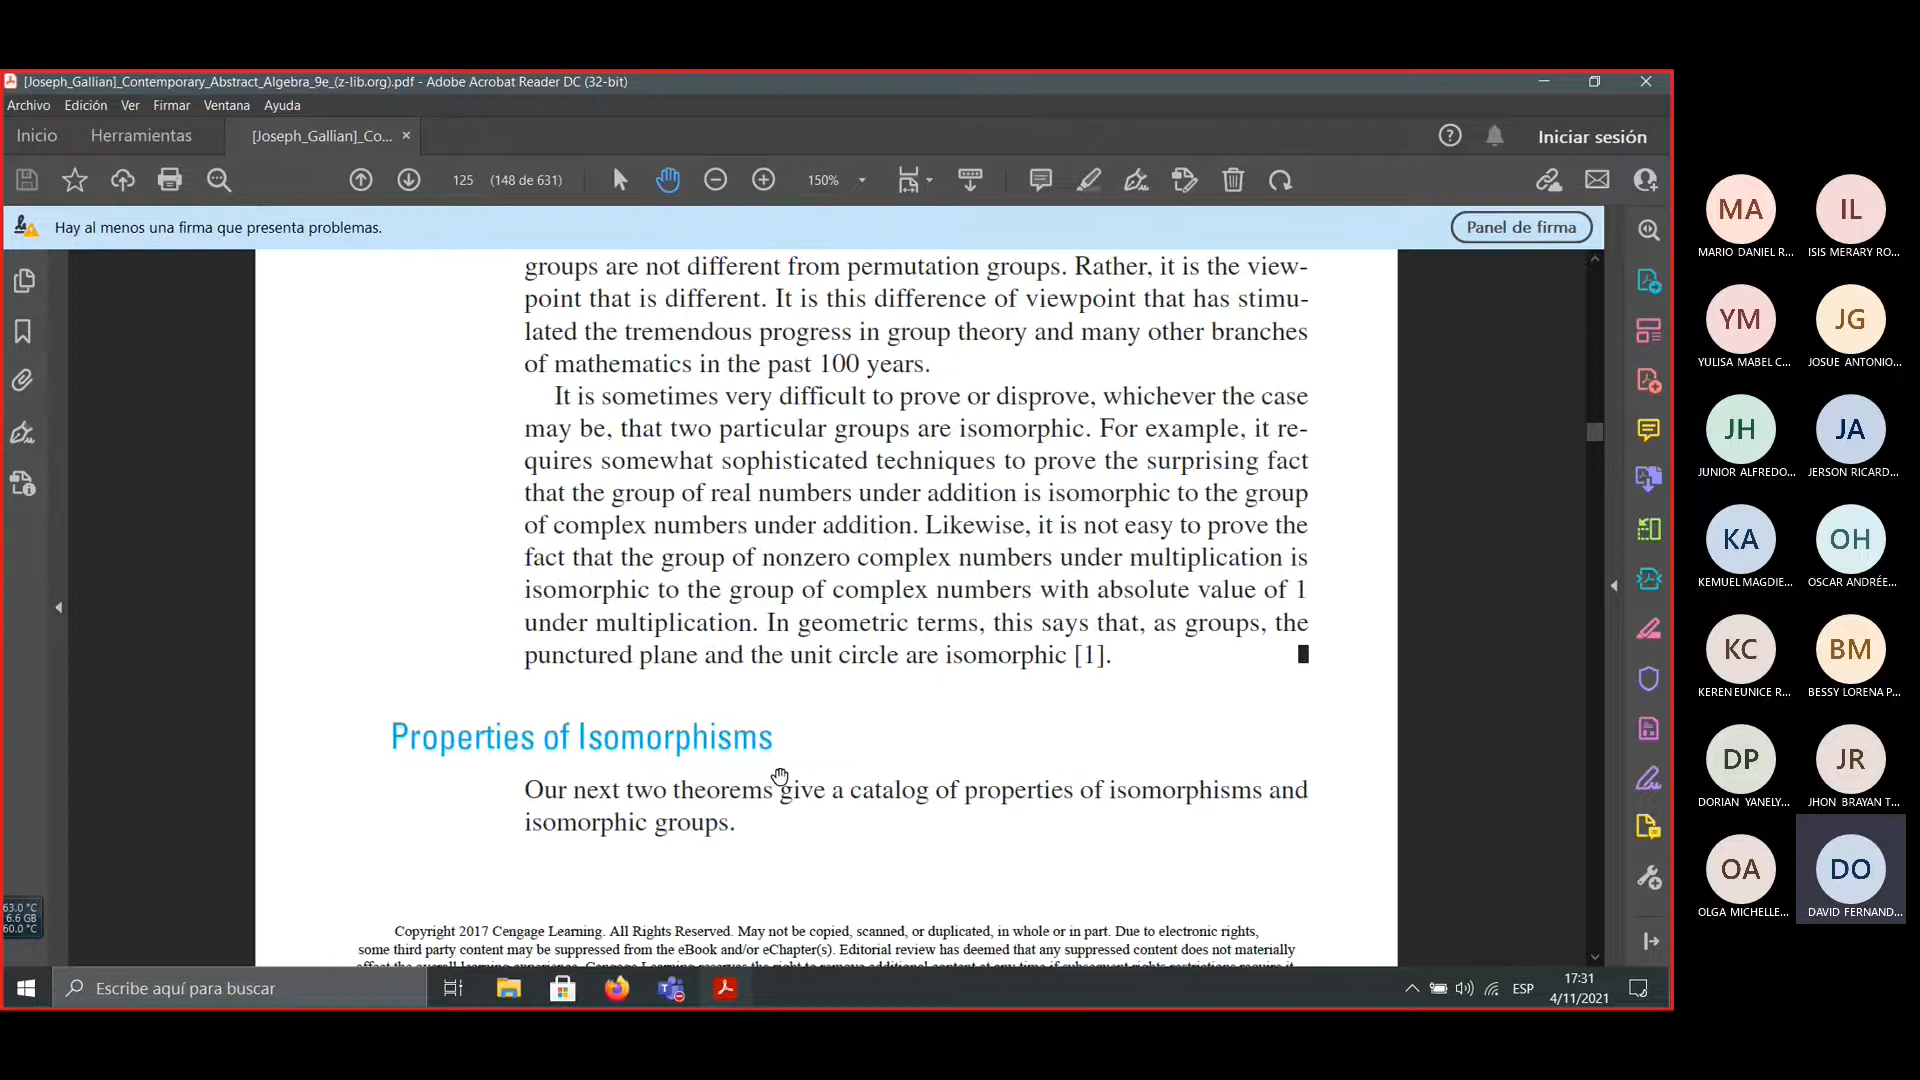 [Joseph_Gallian]_Contemporary_Abstract_Algebra_9e_(z-lib.org).pdf - Adobe Acrobat Reader DC (32-bit)
Archivo Edición Ver Firmar Ventana Ayuda
Inicio Herramientas [Joseph_Gallian]_Co... × Iniciar sesión
125 (148 de 631) 150%
Hay al menos una firma que presenta problemas. Panel de firma
groups are not different from permutation groups. Rather, it is the view-
point that is different. It is this difference of viewpoint that has stimu-
lated the tremendous progress in group theory and many other branches
of mathematics in the past 100 years.
It is sometimes very difficult to prove or disprove, whichever the case
may be, that two particular groups are isomorphic. For example, it re-
quires somewhat sophisticated techniques to prove the surprising fact
that the group of real numbers under addition is isomorphic to the group
of complex numbers under addition. Likewise, it is not easy to prove the
fact that the group of nonzero complex numbers under multiplication is
isomorphic to the group of complex numbers with absolute value of 1
under multiplication. In geometric terms, this says that, as groups, the
punctured plane and the unit circle are isomorphic [1].
Properties of Isomorphisms
Our next two theorems give a catalog of properties of isomorphisms and
isomorphic groups.
Copyright 2017 Cengage Learning. All Rights Reserved. May not be copied, scanned, or duplicated, in whole or in part. Due to electronic rights,
some third party content may be suppressed from the eBook and/or eChapter(s). Editorial review has deemed that any suppressed content does not materially
63.0 °C
6.6 GB
60.0 °C
Escribe aquí para buscar
ESP
17:31
4/11/2021
MA IL
MARIO DANIEL R... ISIS MERARY RO...
YM JG
YULISA MABEL C... JOSUE ANTONIO...
JH JA
JUNIOR ALFREDO... JERSON RICARD...
KA OH
KEMUEL MAGDIE... OSCAR ANDRÉE...
KC BM
KEREN EUNICE R... BESSY LORENA P...
DP JR
DORIAN YANELY... JHON BRAYAN T...
OA DO
OLGA MICHELLE... DAVID FERNAND...